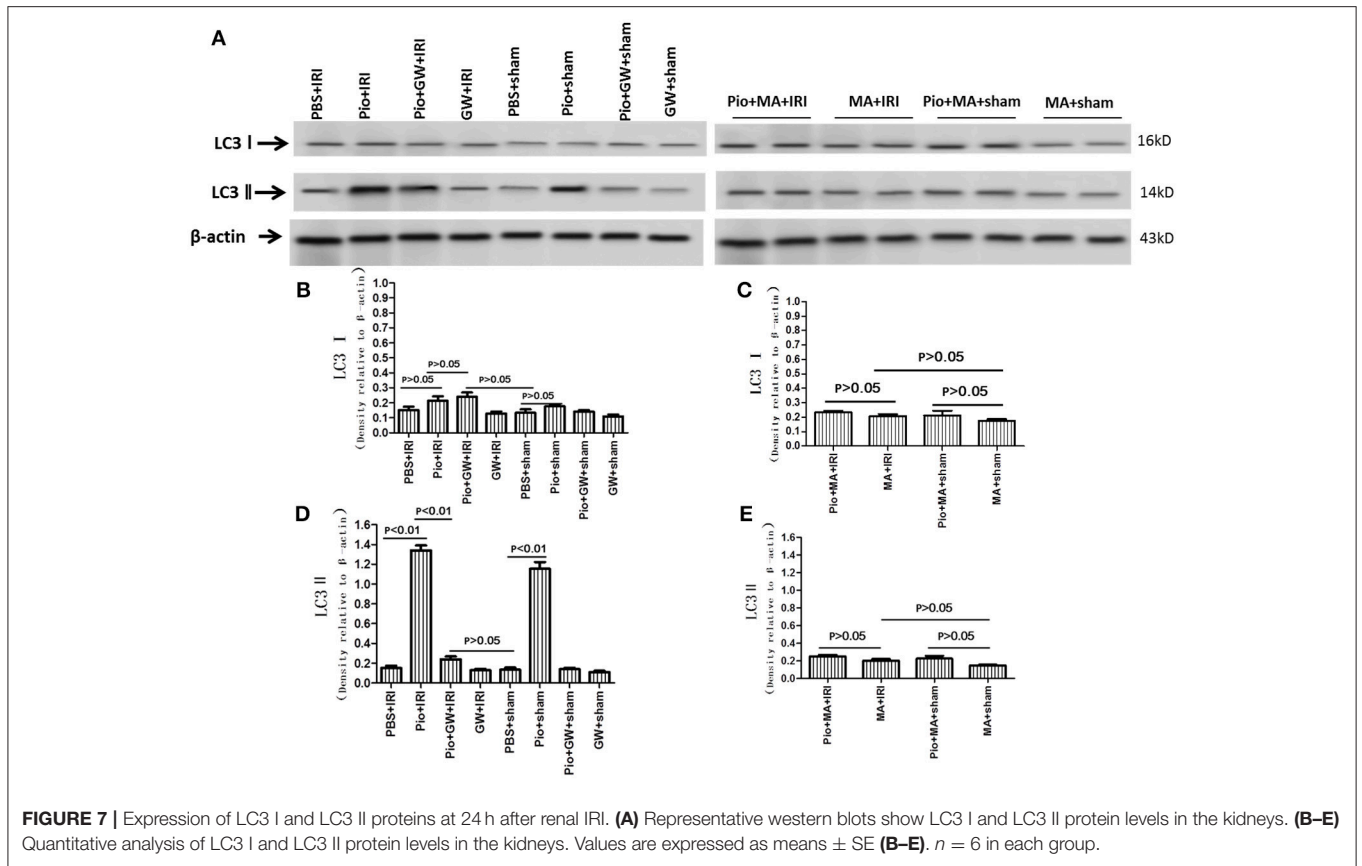 A
PBS+IRI
Pio+IRI
Pio+GW+IRI
GW+IRI
PBS+sham
Pio+sham
Pio+GW+sham
GW+sham
Pio+MA+IRI MA+IRI Pio+MA+sham MA+sham
LC3 Ⅰ 16kD
LC3 Ⅱ 14kD
β-actin 43kD
B
LC3 Ⅰ
(Density relative to β-actin)
1.0
0.9
0.8
0.7
0.6
0.5
0.4
0.3
0.2
0.1
0.0
P>0.05
P>0.05
P>0.05
P>0.05
PBS+IRI
Pio+IRI
Pio+GW+IRI
GW+IRI
PBS+sham
Pio+sham
Pio+GW+sham
GW+sham
C
LC3 Ⅰ
(Density relative to β-actin)
1.0
0.9
0.8
0.7
0.6
0.5
0.4
0.3
0.2
0.1
0.0
P>0.05
P>0.05
P>0.05
Pio+MA+IRI
MA+IRI
Pio+MA+sham
MA+sham
D
LC3 Ⅱ
(Density relative to β-actin)
1.6
1.4
1.2
1.0
0.8
0.6
0.4
0.2
0.0
P<0.01
P<0.01
P<0.01
P>0.05
PBS+IRI
Pio+IRI
Pio+GW+IRI
GW+IRI
PBS+sham
Pio+sham
Pio+GW+sham
GW+sham
E
LC3 Ⅱ
(Density relative to β-actin)
1.6
1.4
1.2
1.0
0.8
0.6
0.4
0.2
0.0
P>0.05
P>0.05
P>0.05
Pio+MA+IRI
MA+IRI
Pio+MA+sham
MA+sham
FIGURE 7 | Expression of LC3 I and LC3 II proteins at 24 h after renal IRI. (A) Representative western blots show LC3 I and LC3 II protein levels in the kidneys. (B–E)
Quantitative analysis of LC3 I and LC3 II protein levels in the kidneys. Values are expressed as means ± SE (B–E). n = 6 in each group.